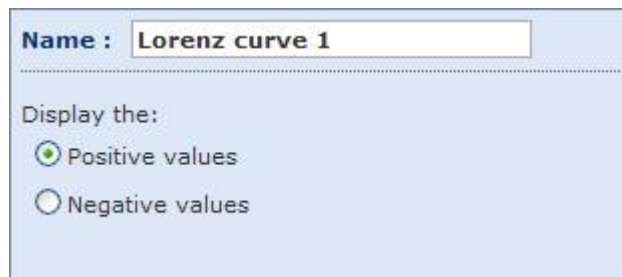 Name : Lorenz curve 1
Display the:
Positive values
Negative values